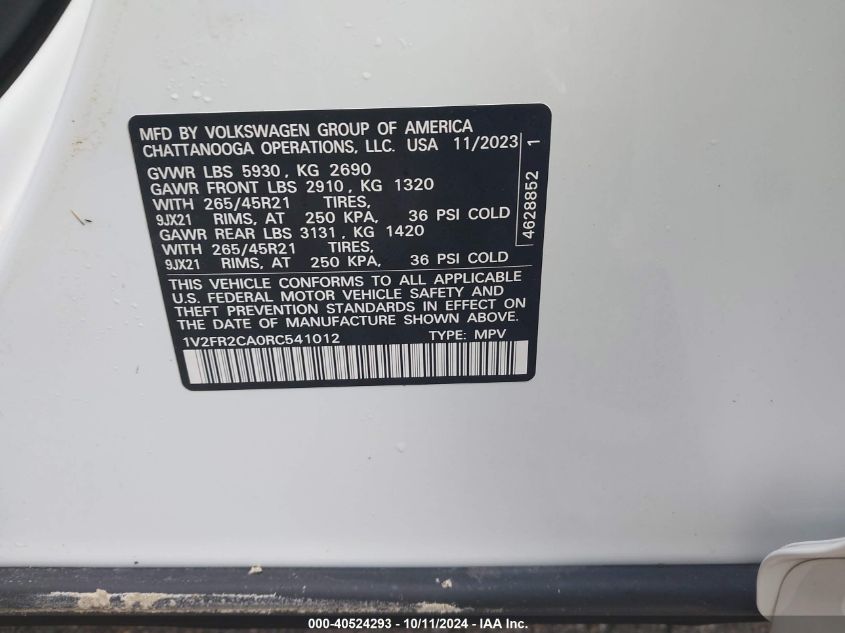 MFD BY VOLKSWAGEN GROUP OF AMERICA
CHATTANOOGA OPERATIONS, LLC. USA 11/2023
GVWR LBS 5930, KG 2690
GAWR FRONT LBS 2910, KG 1320
WITH 265/45R21 TIRES,
9JX21 RIMS, AT 250 KPA, 36 PSI COLD
GAWR REAR LBS 3131, KG 1420
WITH 265/45R21 TIRES,
9JX21 RIMS, AT 250 KPA, 36 PSI COLD
4628852 1
THIS VEHICLE CONFORMS TO ALL APPLICABLE
U.S. FEDERAL MOTOR VEHICLE SAFETY AND
THEFT PREVENTION STANDARDS IN EFFECT ON
THE DATE OF MANUFACTURE SHOWN ABOVE.
1V2FR2CA0RC541012 TYPE: MPV
000-40524293 - 10/11/2024 - © IAA Inc.